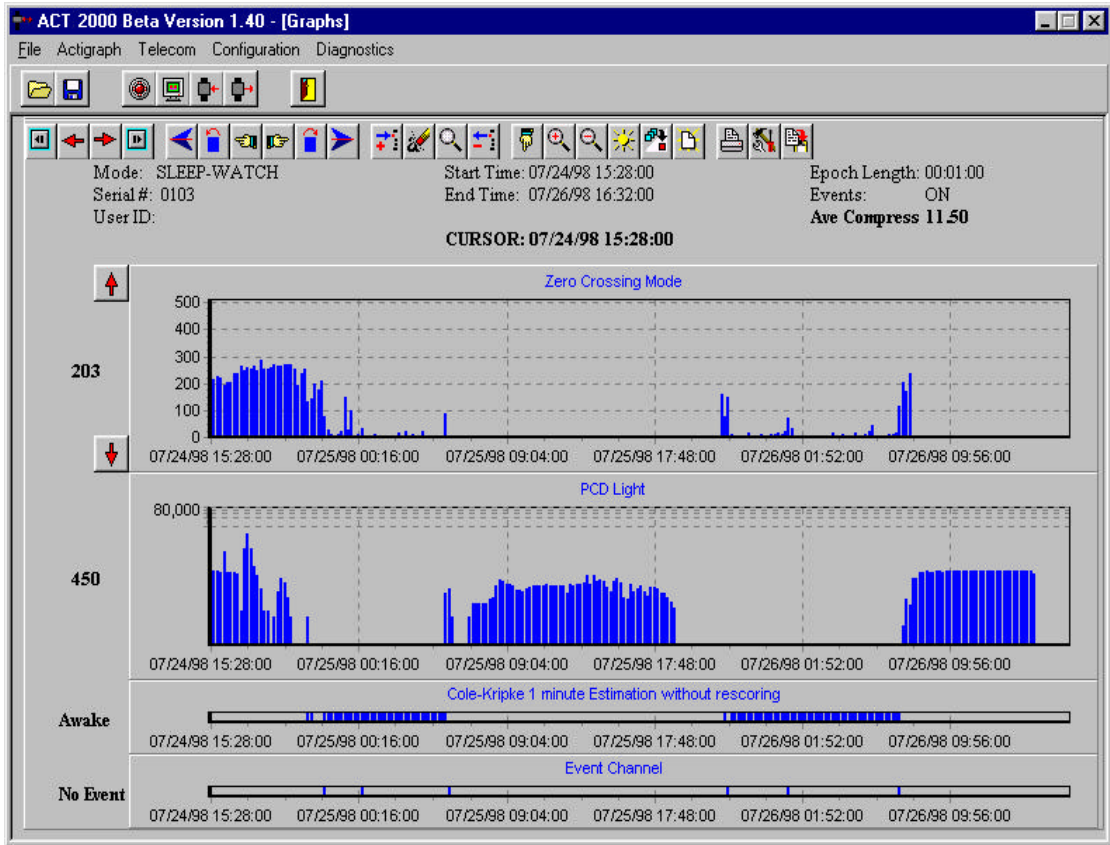 ACT 2000 Beta Version 1.40 - [Graphs]
File Actigraph Telecom Configuration Diagnostics
Mode: SLEEP-WATCH Start Time: 07/24/98 15:28:00 Epoch Length: 00:01:00
Serial #: 0103 End Time: 07/26/98 16:32:00 Events: ON
User ID: Ave Compress 11.50
CURSOR: 07/24/98 15:28:00
Zero Crossing Mode
500
400
300
203
200
100
0
07/24/98 15:28:00 07/25/98 00:16:00 07/25/98 09:04:00 07/25/98 17:48:00 07/26/98 01:52:00 07/26/98 09:56:00
PCD Light
80,000
450
07/24/98 15:28:00 07/25/98 00:16:00 07/25/98 09:04:00 07/25/98 17:48:00 07/26/98 01:52:00 07/26/98 09:56:00
Cole-Kripke 1 minute Estimation without rescoring
Awake
07/24/98 15:28:00 07/25/98 00:16:00 07/25/98 09:04:00 07/25/98 17:48:00 07/26/98 01:52:00 07/26/98 09:56:00
Event Channel
No Event
07/24/98 15:28:00 07/25/98 00:16:00 07/25/98 09:04:00 07/25/98 17:48:00 07/26/98 01:52:00 07/26/98 09:56:00